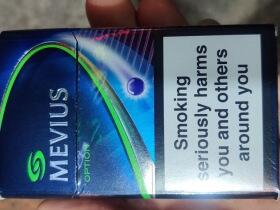 MEVIUS
OPTION
Smoking
seriously harms
you and others
around you